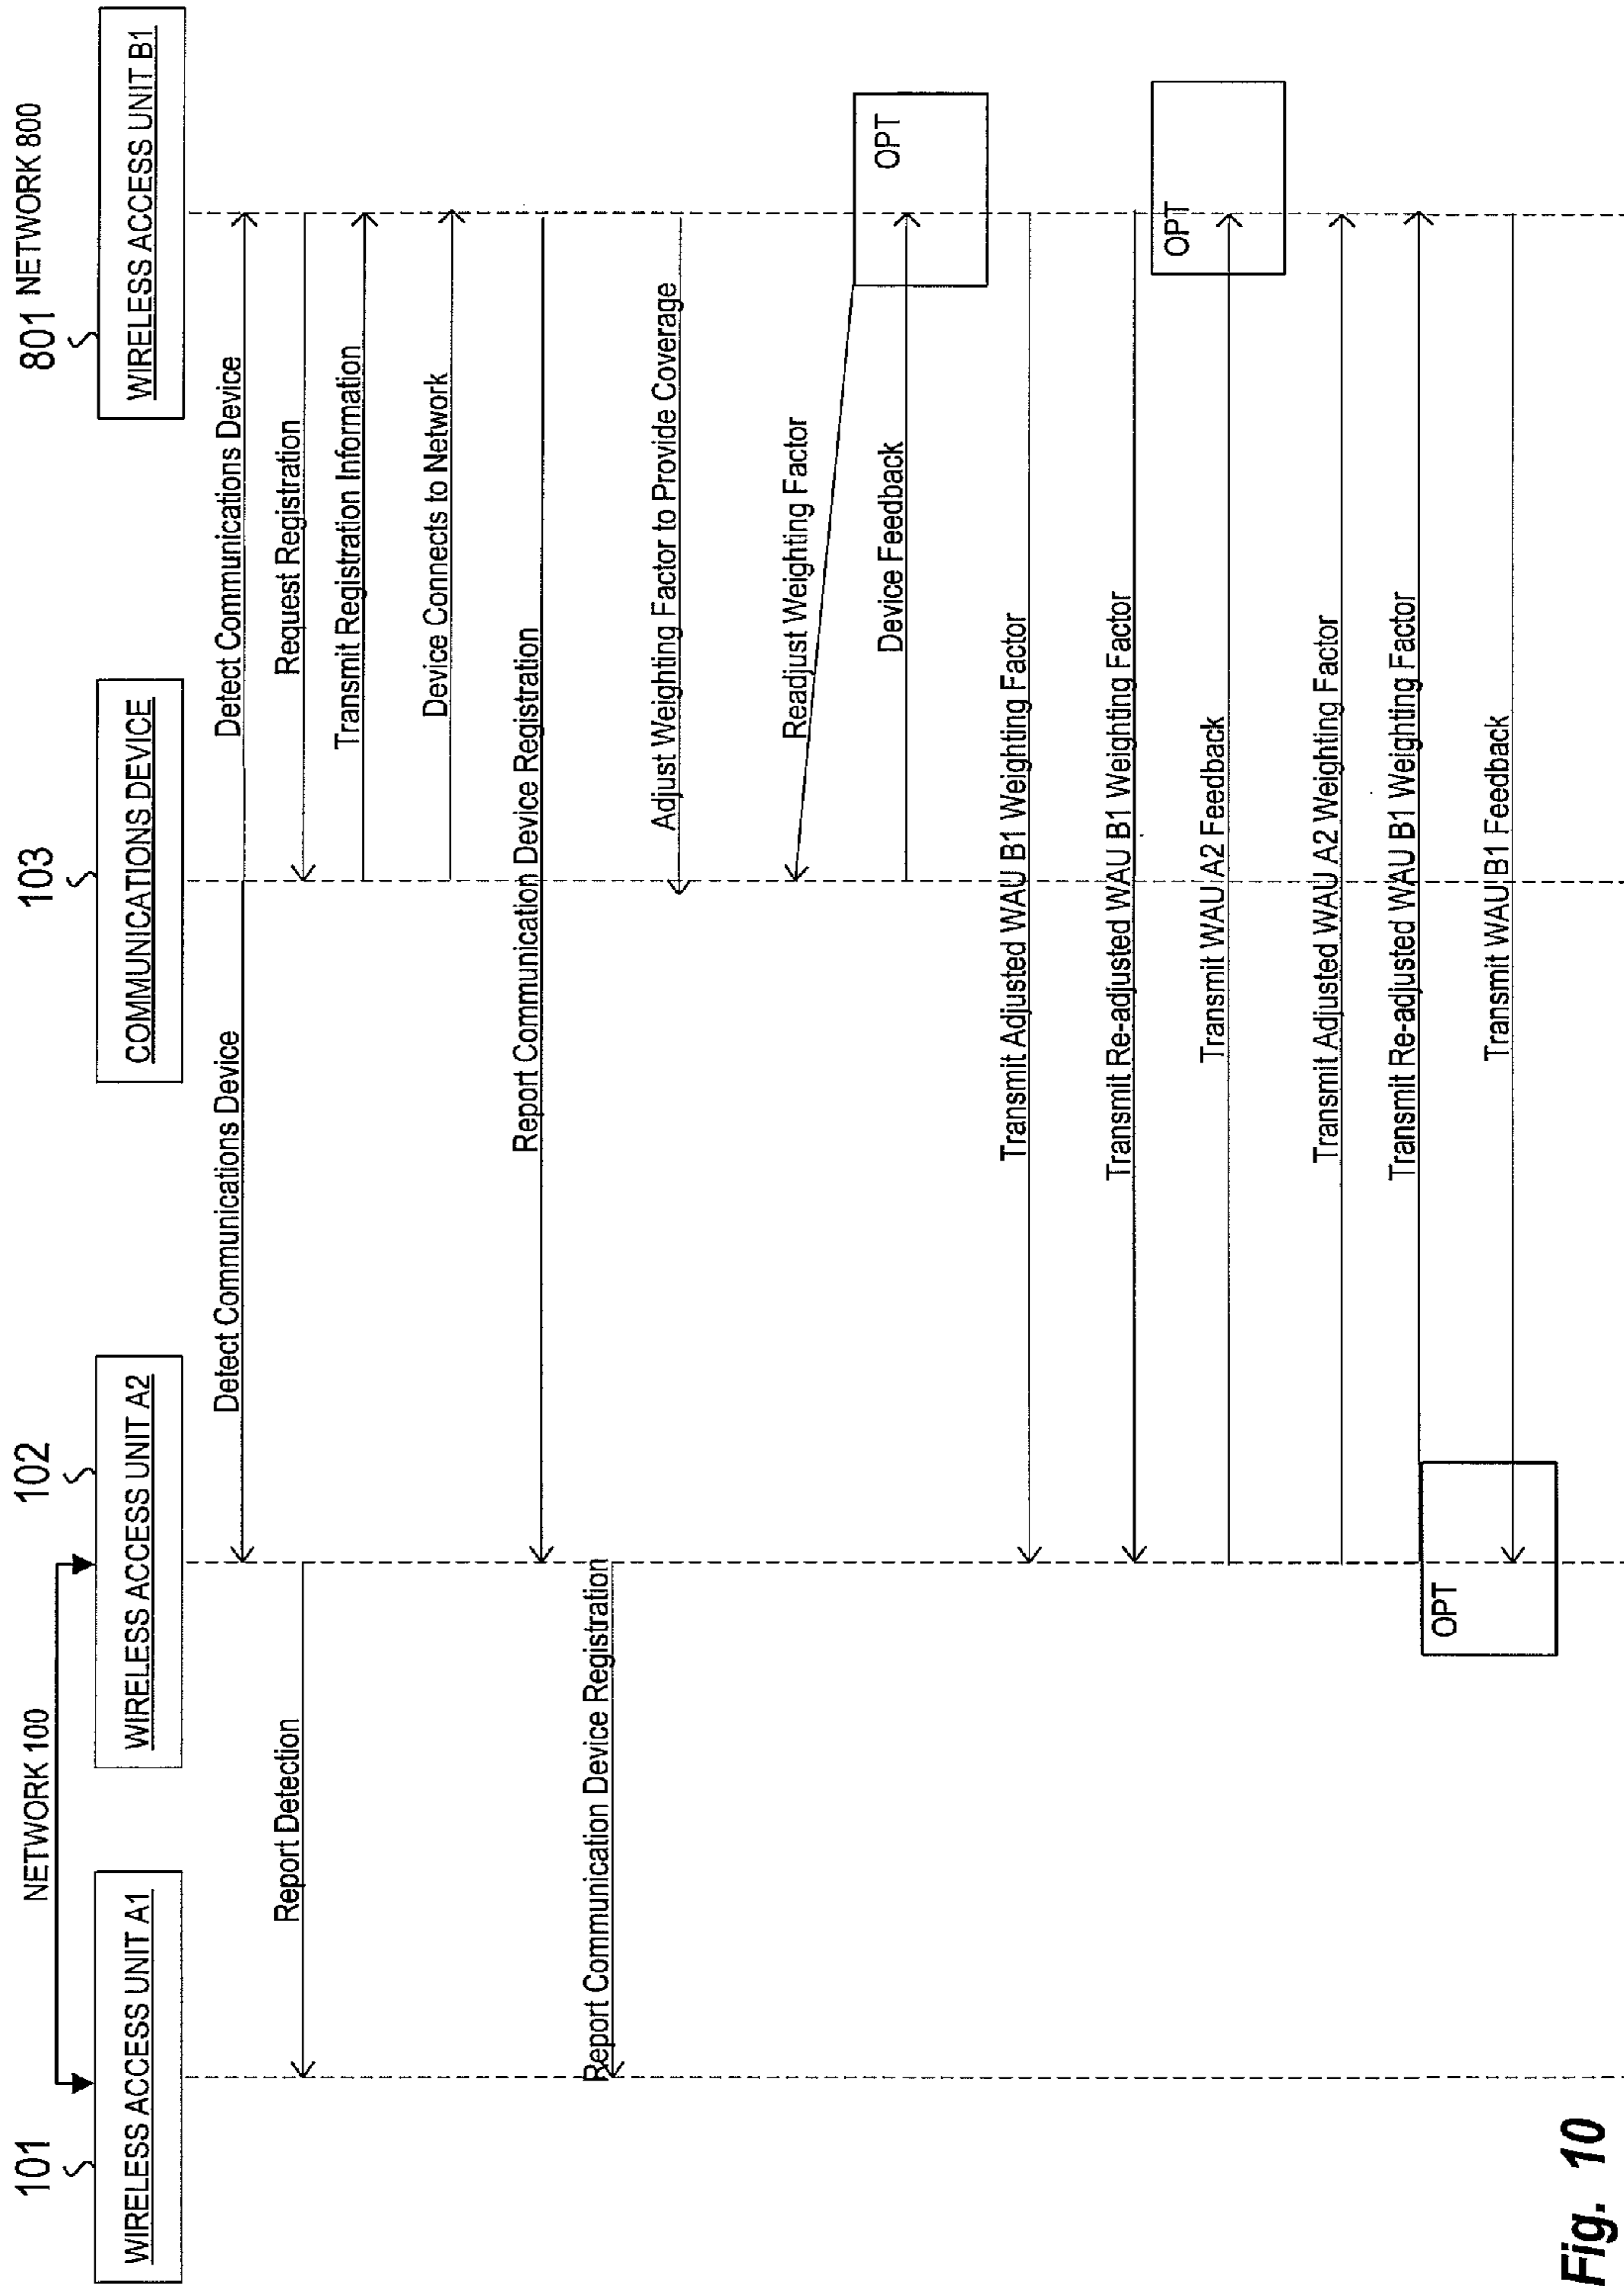 NETWORK 100
101
102
103
801 NETWORK 800
WIRELESS ACCESS UNIT A1
WIRELESS ACCESS UNIT A2
COMMUNICATIONS DEVICE
WIRELESS ACCESS UNIT B1
Detect Communications Device
Detect Communications Device
Report Detection
Request Registration
Transmit Registration Information
Device Connects to Network
Report Communication Device Registration
Report Communication Device Registration
Adjust Weighting Factor to Provide Coverage
Readjust Weighting Factor
OPT
Device Feedback
Transmit Adjusted WAU B1 Weighting Factor
Transmit Re-adjusted WAU B1 Weighting Factor
OPT
Transmit WAU A2 Feedback
Transmit Adjusted WAU A2 Weighting Factor
Transmit Re-adjusted WAU B1 Weighting Factor
OPT
Transmit WAU B1 Feedback
Fig. 10